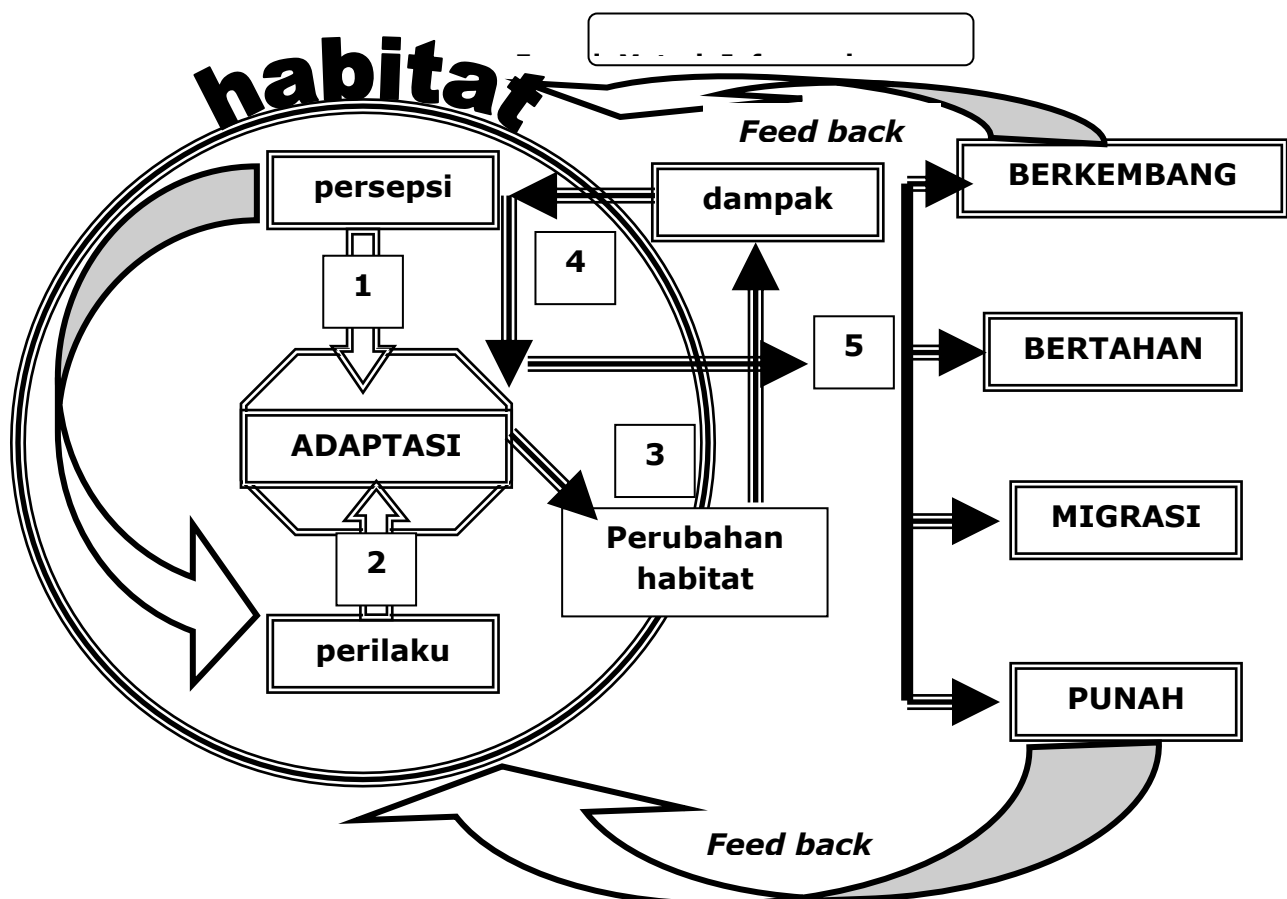 habitat
Feed back
persepsi
dampak
BERKEMBANG
1
4
5
BERTAHAN
ADAPTASI
3
MIGRASI
Perubahan
habitat
2
perilaku
PUNAH
Feed back